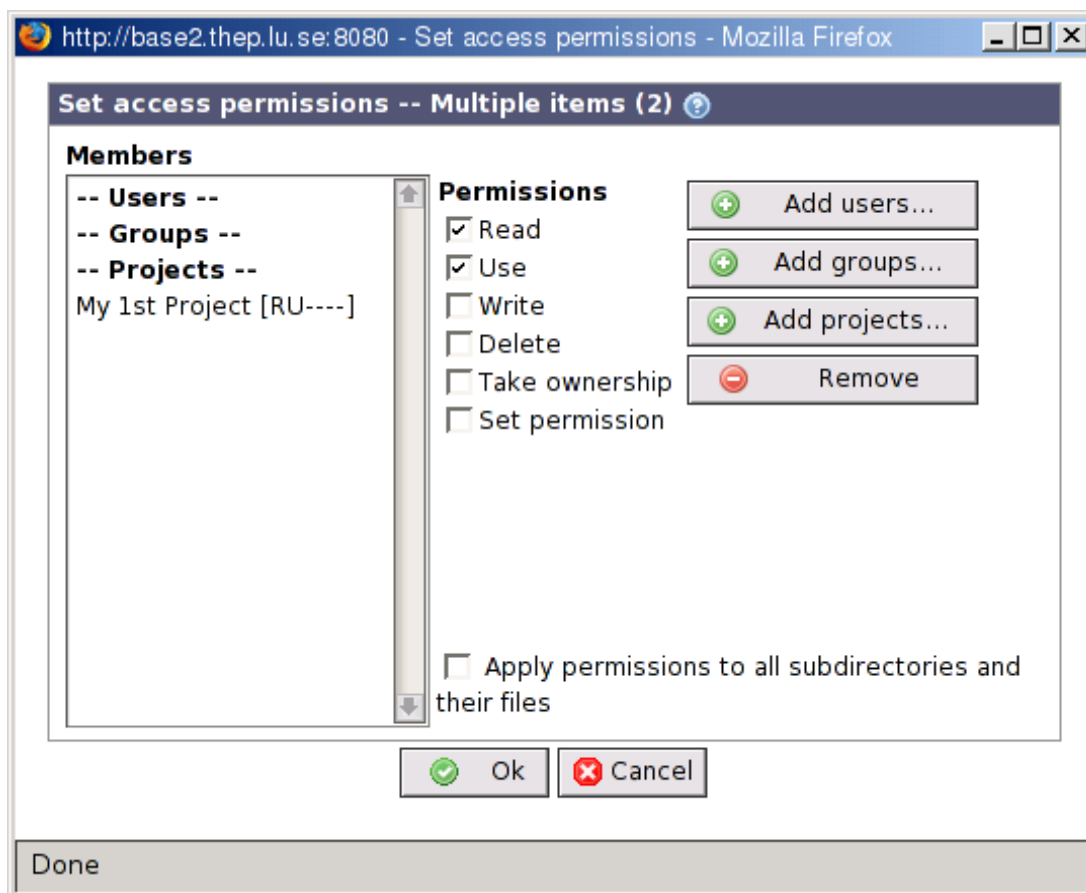 http://base2.thep.lu.se:8080 - Set access permissions - Mozilla Firefox
Set access permissions -- Multiple items (2)
Members
-- Users --
-- Groups --
-- Projects --
My 1st Project [RU----]
Permissions
Read
Use
Write
Delete
Take ownership
Set permission
Add users...
Add groups...
Add projects...
Remove
Apply permissions to all subdirectories and
their files
Ok
Cancel
Done